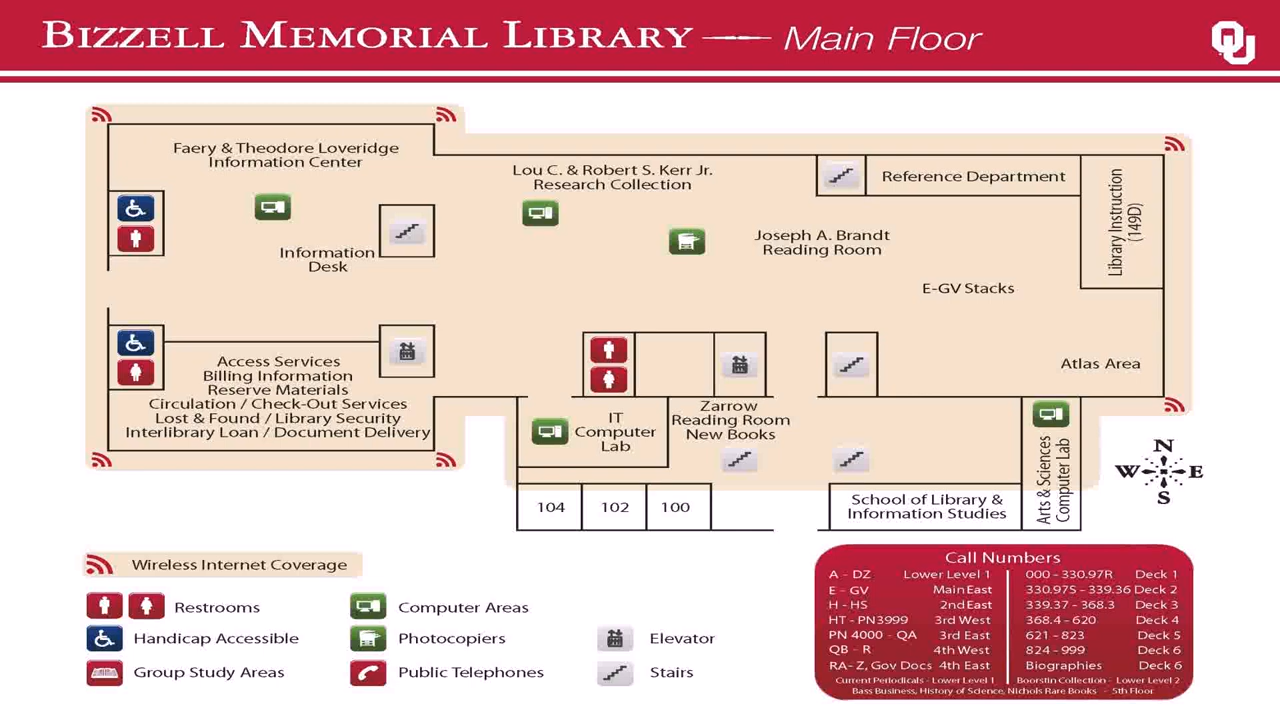 BIZZELL MEMORIAL LIBRARY Main Floor
OU
Faery & Theodore Loveridge
Information Center
Lou C. & Robert S. Kerr Jr.
Research Collection
Reference Department
Library Instruction
(149D)
Joseph A. Brandt
Reading Room
Information
Desk
E-GV Stacks
Atlas Area
Access Services
Billing Information
Reserve Materials
Circulation / Check-Out Services
Lost & Found / Library Security
Interlibrary Loan / Document Delivery
IT
Computer
Lab
Zarrow
Reading Room
New Books
Arts & Sciences
Computer Lab
N
W E
S
104 102 100
School of Library &
Information Studies
Wireless Internet Coverage
Restrooms
Handicap Accessible
Group Study Areas
Computer Areas
Photocopiers
Public Telephones
Elevator
Stairs
Call Numbers
A - DZ Lower Level 1 000 - 330.97R Deck 1
E - GV Main East 330.97S - 339.36 Deck 2
H - HS 2nd East 339.37 - 368.3 Deck 3
HT - PN3999 3rd West 368.4 - 620 Deck 4
PN 4000 - QA 3rd East 621 - 823 Deck 5
QB - R 4th West 824 - 999 Deck 6
RA- Z, Gov Docs 4th East Biographies Deck 6
Current Periodicals - Lower Level 1 Boorstin Collection - Lower Level 2
Bass Business, History of Science, Nichols Rare Books - 5th Floor